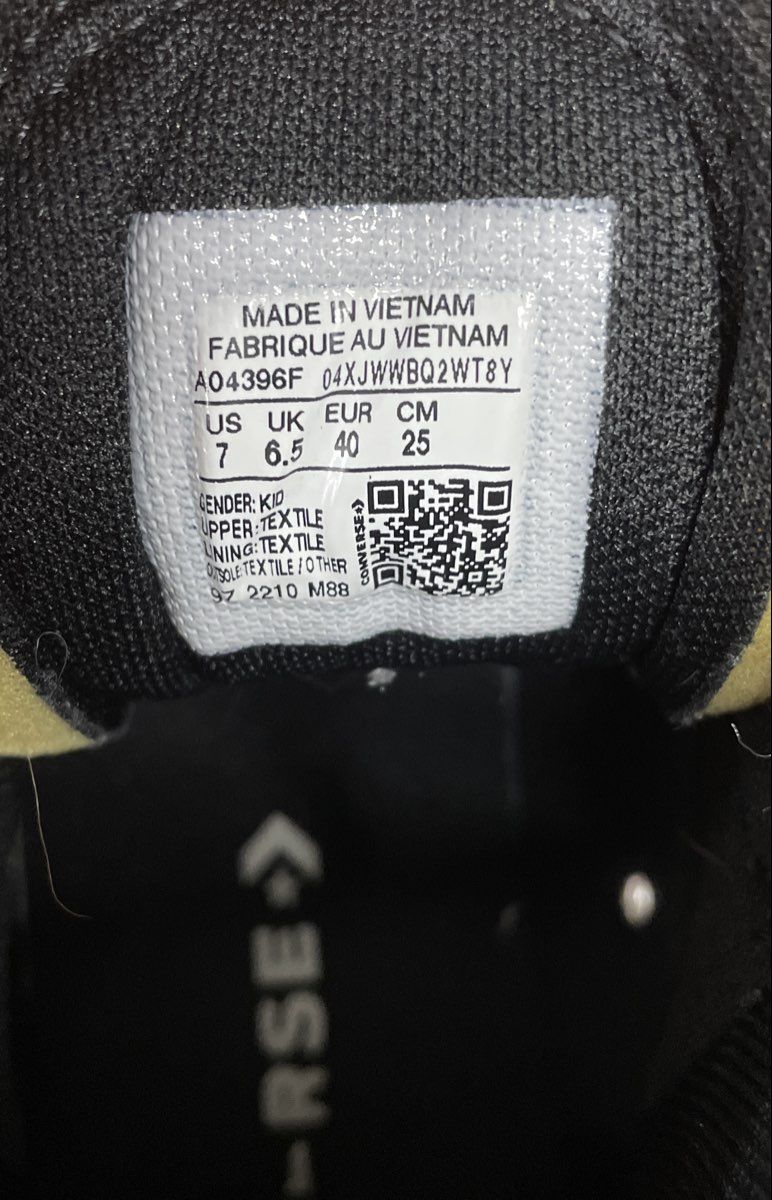 MADE IN VIETNAM
FABRIQUE AU VIETNAM
A04396F 04XJWWBQ2WT8Y
US UK EUR CM
7 6.5 40 25
GENDER: KID
UPPER: TEXTILE
LINING: TEXTILE
OUTSOLE: TEXTILE / OTHER
97 2210 M88
CONVERSE
RSE